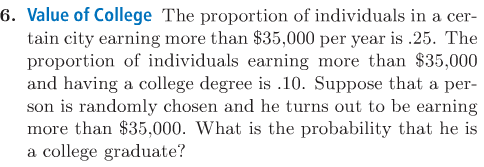 6. Value of College The proportion of individuals in a cer-
tain city earning more than $35,000 per year is .25. The
proportion of individuals earning more than $35,000
and having a college degree is .10. Suppose that a per-
son is randomly chosen and he turns out to be earning
more than $35,000. What is the probability that he is
a college graduate?